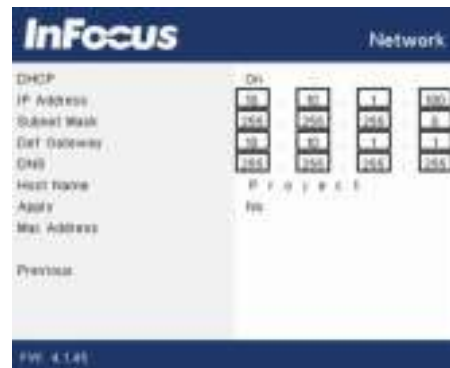 InFocus
Network
DHCP On
IP Address 10 10 1 100
Subnet Mask 255 255 255 0
Def Gateway 10 10 1 1
DNS 255 255 255 255
Host Name Project
Apply No
Mac Address
Previous
FW: 4.1.45